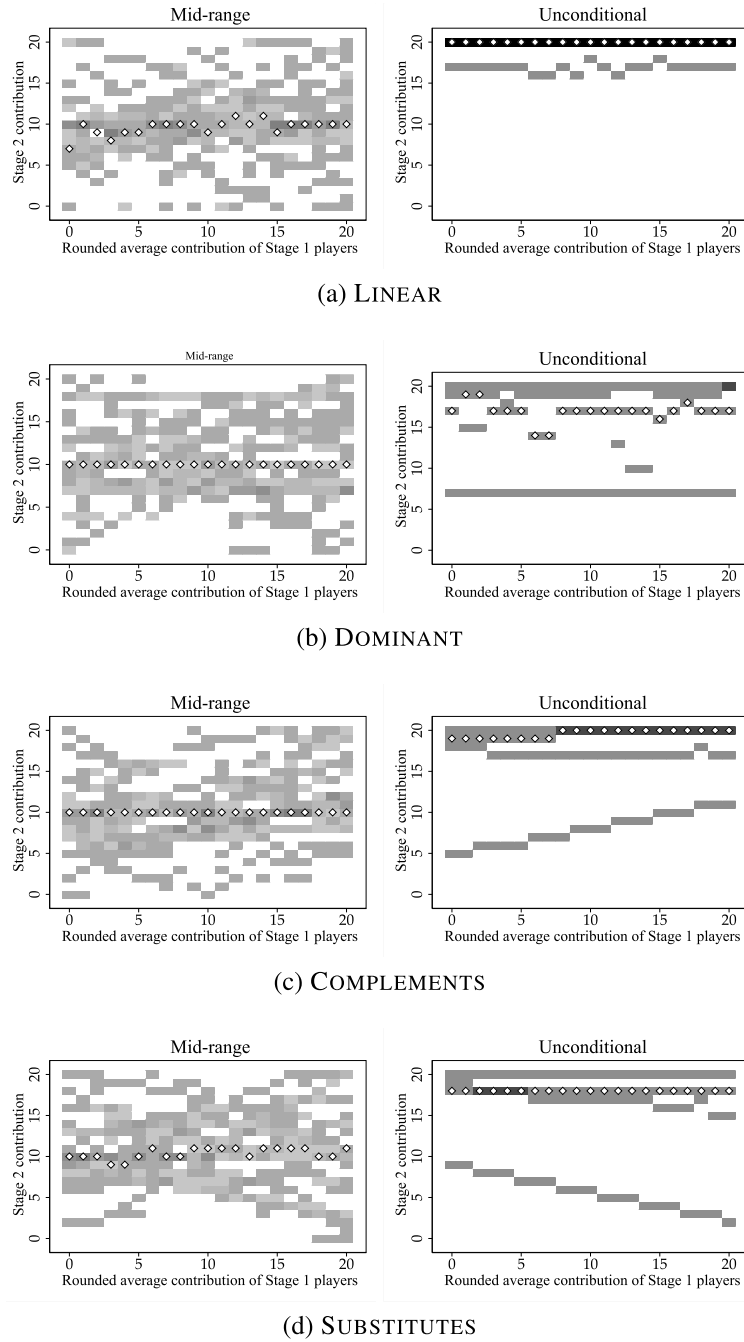 Mid-range
Unconditional
Stage 2 contribution
20
15
10
5
0
0 5 10 15 20
Rounded average contribution of Stage 1 players
Stage 2 contribution
20
15
10
5
0
0 5 10 15 20
Rounded average contribution of Stage 1 players
(a) LINEAR
Mid-range
Unconditional
Stage 2 contribution
20
15
10
5
0
0 5 10 15 20
Rounded average contribution of Stage 1 players
Stage 2 contribution
20
15
10
5
0
0 5 10 15 20
Rounded average contribution of Stage 1 players
(b) DOMINANT
Mid-range
Unconditional
Stage 2 contribution
20
15
10
5
0
0 5 10 15 20
Rounded average contribution of Stage 1 players
Stage 2 contribution
20
15
10
5
0
0 5 10 15 20
Rounded average contribution of Stage 1 players
(c) COMPLEMENTS
Mid-range
Unconditional
Stage 2 contribution
20
15
10
5
0
0 5 10 15 20
Rounded average contribution of Stage 1 players
Stage 2 contribution
20
15
10
5
0
0 5 10 15 20
Rounded average contribution of Stage 1 players
(d) SUBSTITUTES